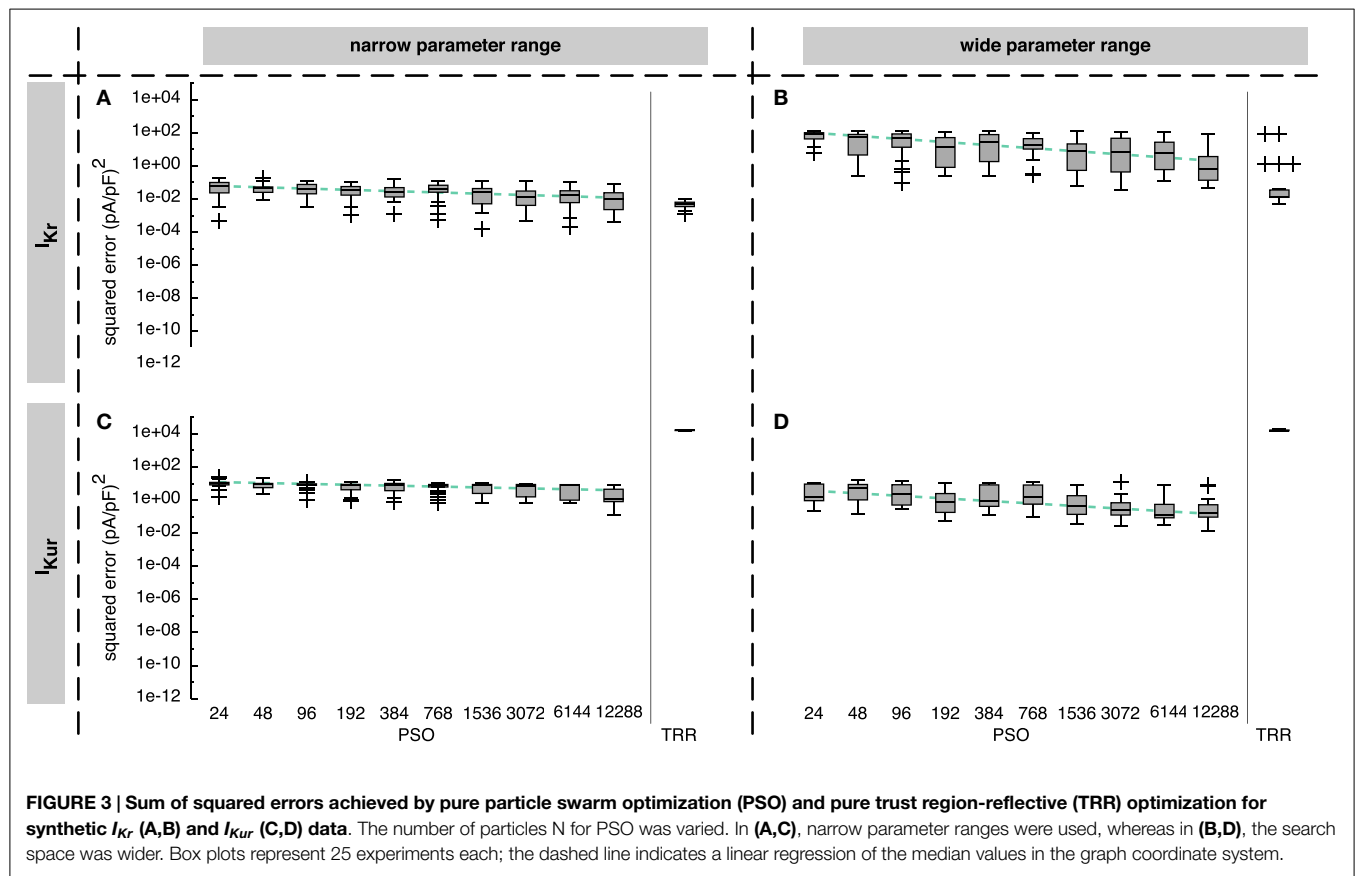 narrow parameter range
wide parameter range
I_Kr
A
squared error (pA/pF)^2
1e+04
1e+02
1e+00
1e-02
1e-04
1e-06
1e-08
1e-10
1e-12
B
I_Kur
C
squared error (pA/pF)^2
1e+04
1e+02
1e+00
1e-02
1e-04
1e-06
1e-08
1e-10
1e-12
D
24 48 96 192 384 768 1536 3072 6144 12288
PSO
TRR
24 48 96 192 384 768 1536 3072 6144 12288
PSO
TRR
FIGURE 3 | Sum of squared errors achieved by pure particle swarm optimization (PSO) and pure trust region-reflective (TRR) optimization for
synthetic I_Kr (A,B) and I_Kur (C,D) data. The number of particles N for PSO was varied. In (A,C), narrow parameter ranges were used, whereas in (B,D), the search
space was wider. Box plots represent 25 experiments each; the dashed line indicates a linear regression of the median values in the graph coordinate system.